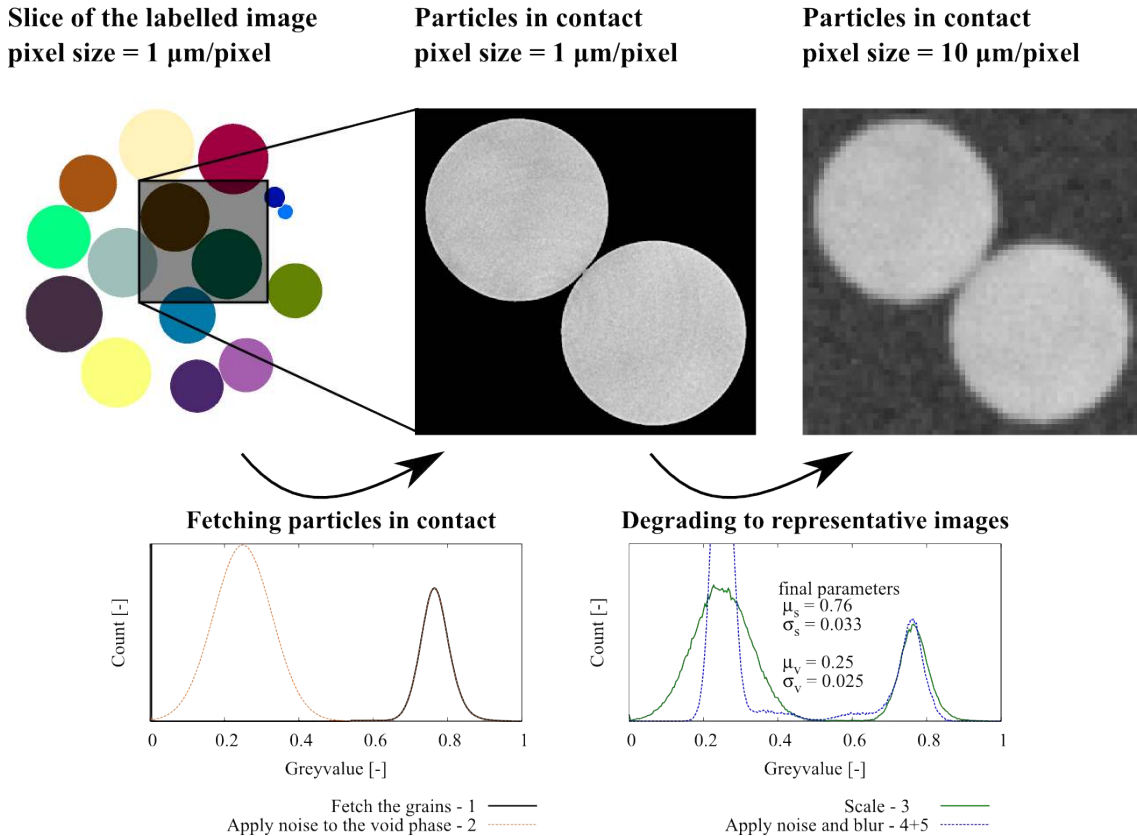 Slice of the labelled image
pixel size = 1 μm/pixel
Particles in contact
pixel size = 1 μm/pixel
Particles in contact
pixel size = 10 μm/pixel
Fetching particles in contact
Count [-]
0
0.2
0.4
0.6
0.8
1
Greyvalue [-]
Fetch the grains - 1
Apply noise to the void phase - 2
Degrading to representative images
Count [-]
final parameters
μs = 0.76
σs = 0.033
μv = 0.25
σv = 0.025
0
0.2
0.4
0.6
0.8
1
Greyvalue [-]
Scale - 3
Apply noise and blur - 4+5